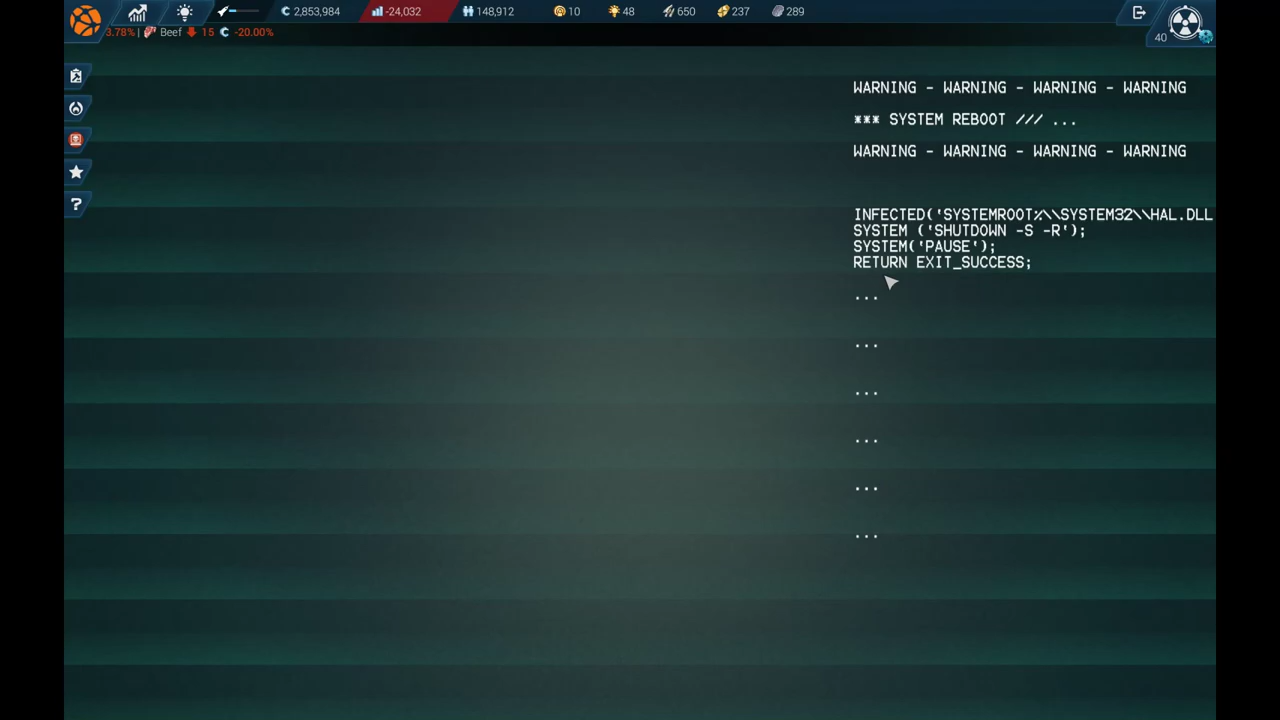 2,853,984 -24,032 148,912 10 48 650 237 289
3.78% | Beef 15 -20.00%
40
?
WARNING - WARNING - WARNING - WARNING
*** SYSTEM REBOOT /// ...
WARNING - WARNING - WARNING - WARNING
INFECTED('SYSTEMROOT%\\SYSTEM32\\HAL.DLL
SYSTEM ('SHUTDOWN -S -R');
SYSTEM('PAUSE');
RETURN EXIT_SUCCESS;
...
...
...
...
...
...